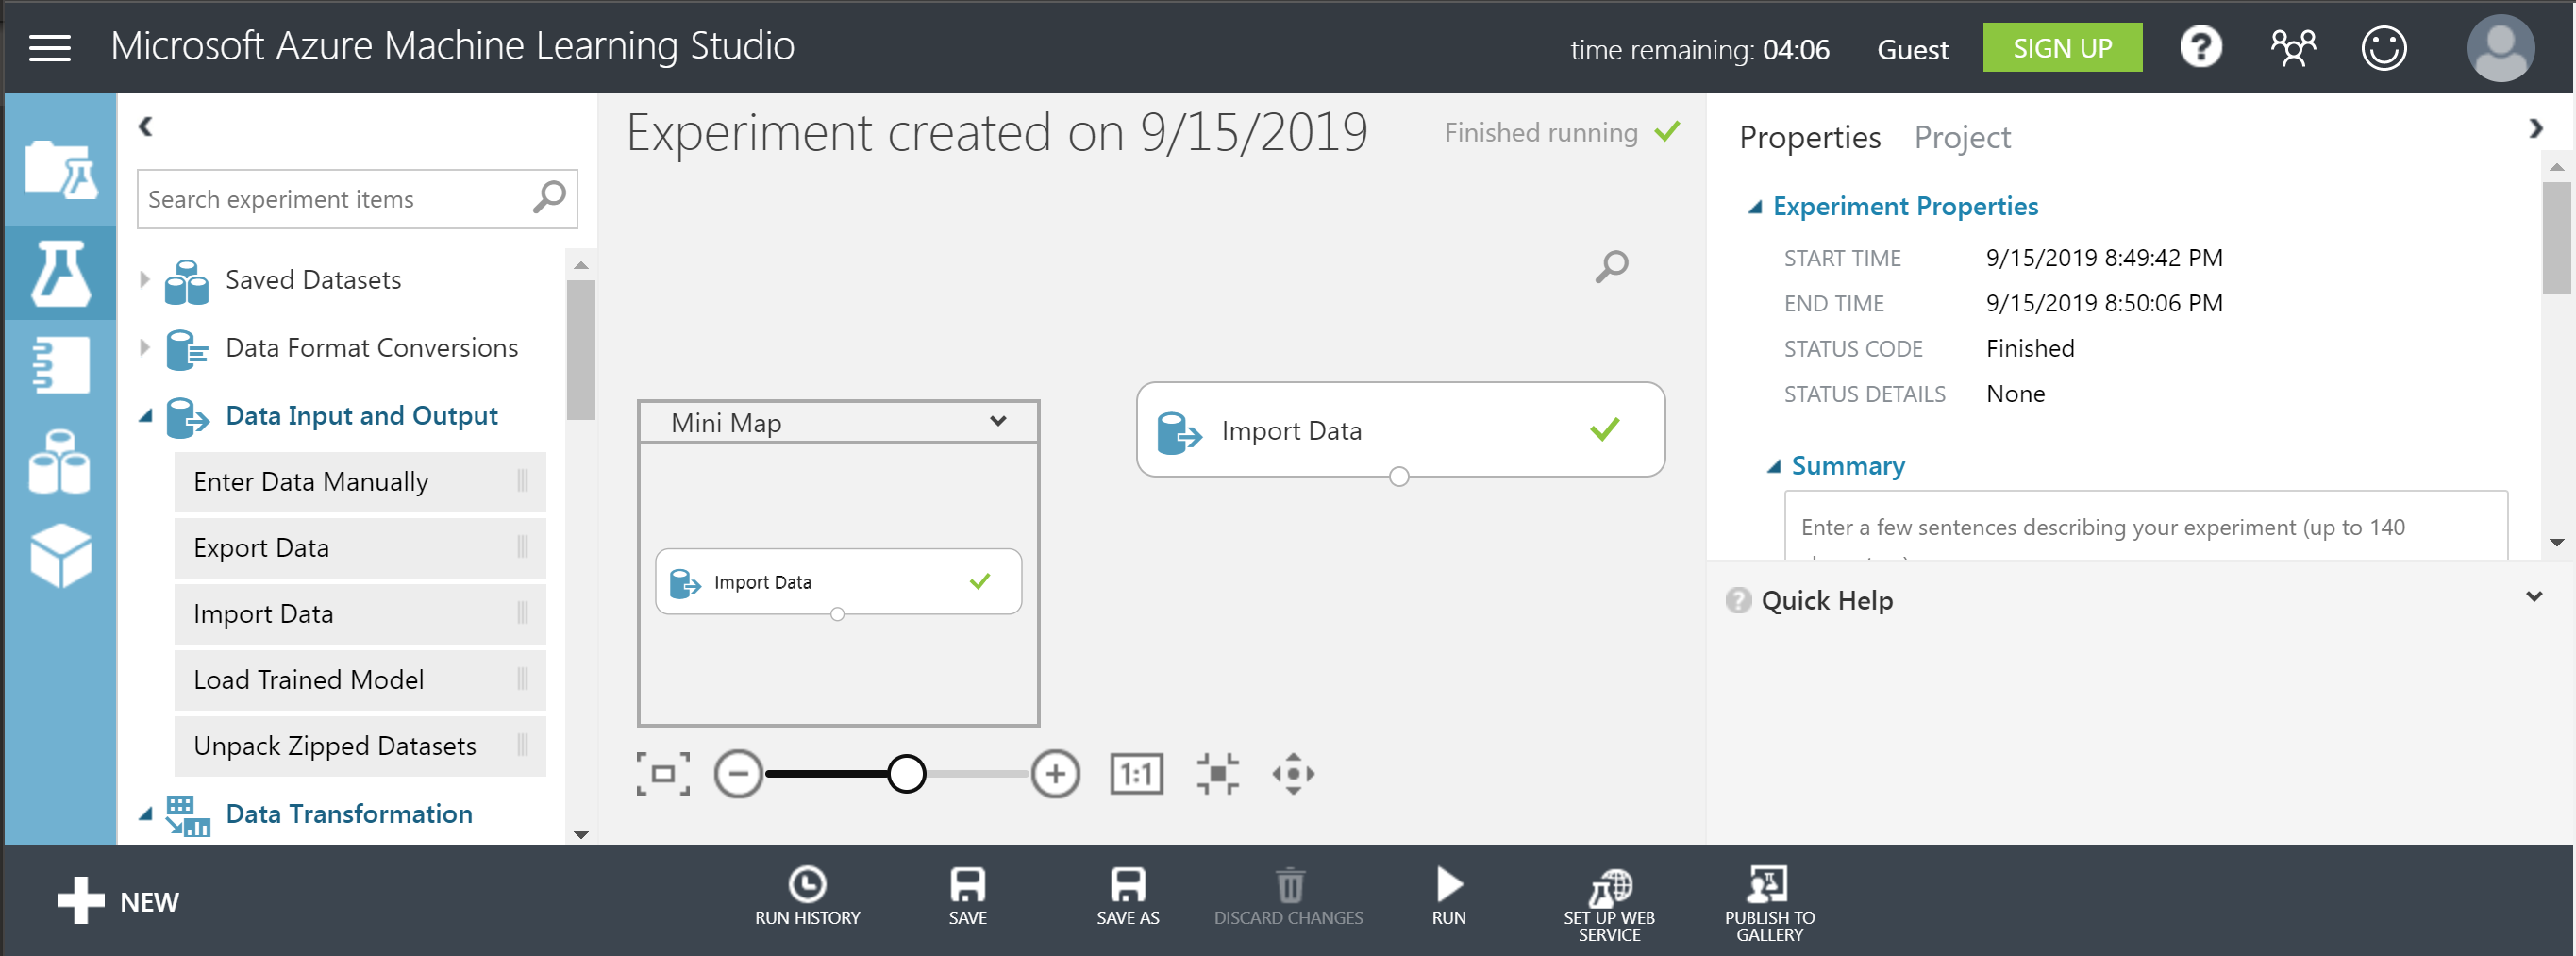 Microsoft Azure Machine Learning Studio
time remaining: 04:06
Guest
SIGN UP
Search experiment items
Saved Datasets
Data Format Conversions
Data Input and Output
Enter Data Manually
Export Data
Import Data
Load Trained Model
Unpack Zipped Datasets
Data Transformation
Experiment created on 9/15/2019
Finished running
Mini Map
Import Data
Import Data
1:1
Properties
Project
Experiment Properties
START TIME 9/15/2019 8:49:42 PM
END TIME 9/15/2019 8:50:06 PM
STATUS CODE Finished
STATUS DETAILS None
Summary
Enter a few sentences describing your experiment (up to 140
Quick Help
NEW
RUN HISTORY
SAVE
SAVE AS
DISCARD CHANGES
RUN
SET UP WEB
SERVICE
PUBLISH TO
GALLERY